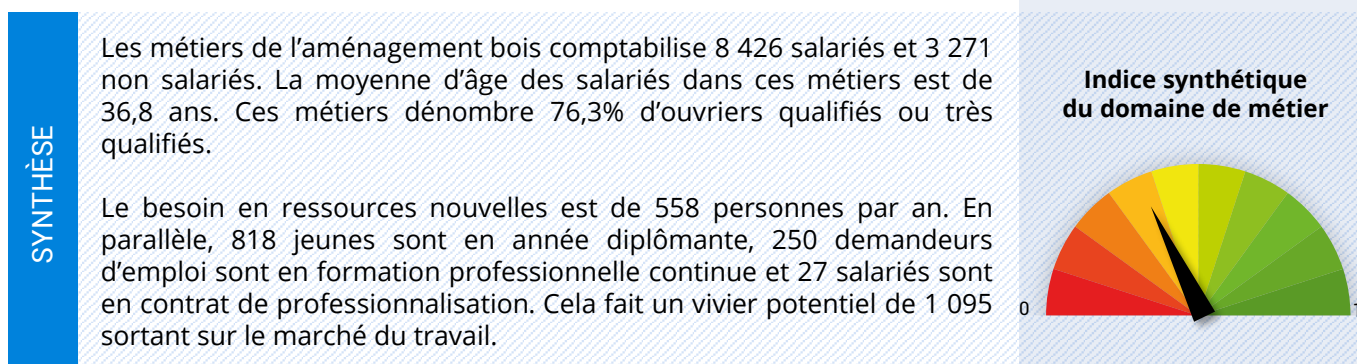 SYNTHÈSE
Les métiers de l’aménagement bois comptabilise 8 426 salariés et 3 271
non salariés. La moyenne d’âge des salariés dans ces métiers est de
36,8 ans. Ces métiers dénombre 76,3% d’ouvriers qualifiés ou très
qualifiés.
Le besoin en ressources nouvelles est de 558 personnes par an. En
parallèle, 818 jeunes sont en année diplômante, 250 demandeurs
d’emploi sont en formation professionnelle continue et 27 salariés sont
en contrat de professionnalisation. Cela fait un vivier potentiel de 1 095
sortant sur le marché du travail.
Indice synthétique
du domaine de métier
0